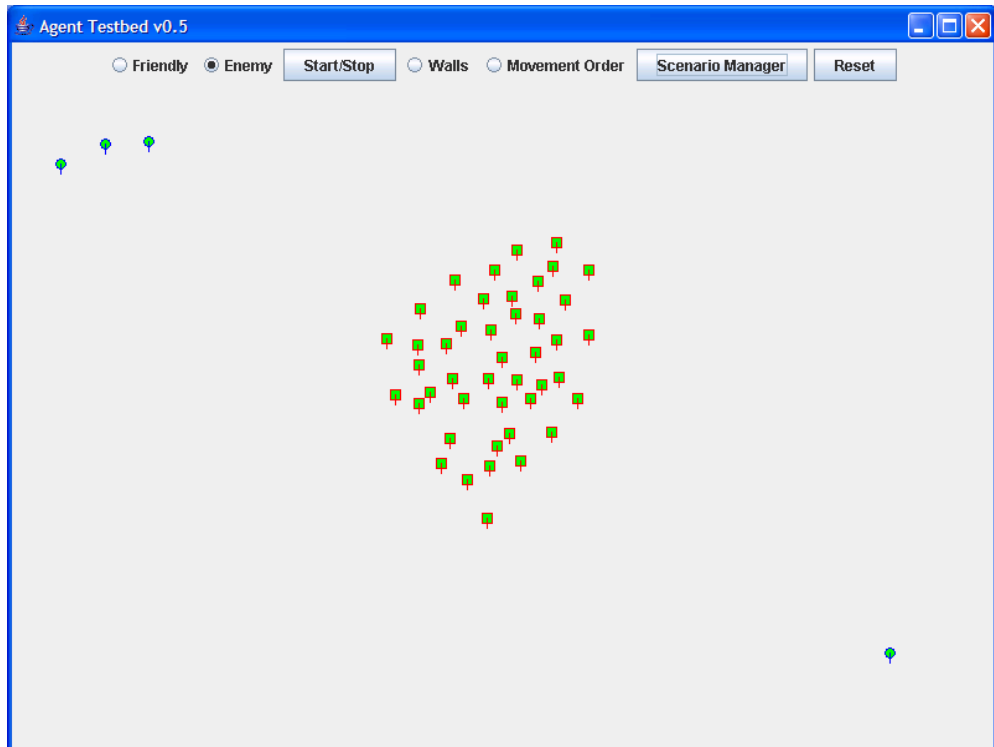 Agent Testbed v0.5
Friendly Enemy Start/Stop Walls Movement Order Scenario Manager Reset